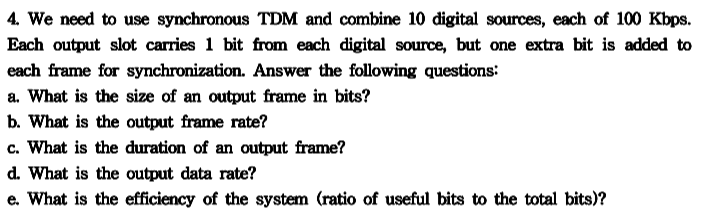 4. We need to use synchronous TDM and combine 10 digital sources, each of 100 Kbps.
Each output slot carries 1 bit from each digital source, but one extra bit is added to
each frame for synchronization. Answer the following questions:
a. What is the size of an output frame in bits?
b. What is the output frame rate?
c. What is the duration of an output frame?
d. What is the output data rate?
e. What is the efficiency of the system (ratio of useful bits to the total bits)?